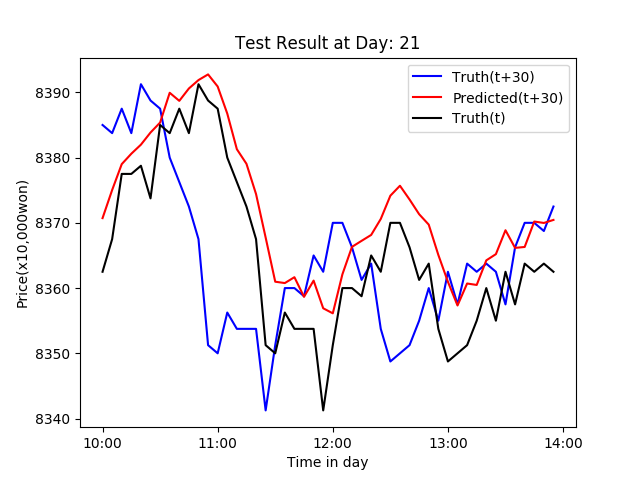 Test Result at Day: 21
Truth(t+30)
Predicted(t+30)
Truth(t)
Price(x10,000won)
8390
8380
8370
8360
8350
8340
10:00 11:00 12:00 13:00 14:00
Time in day